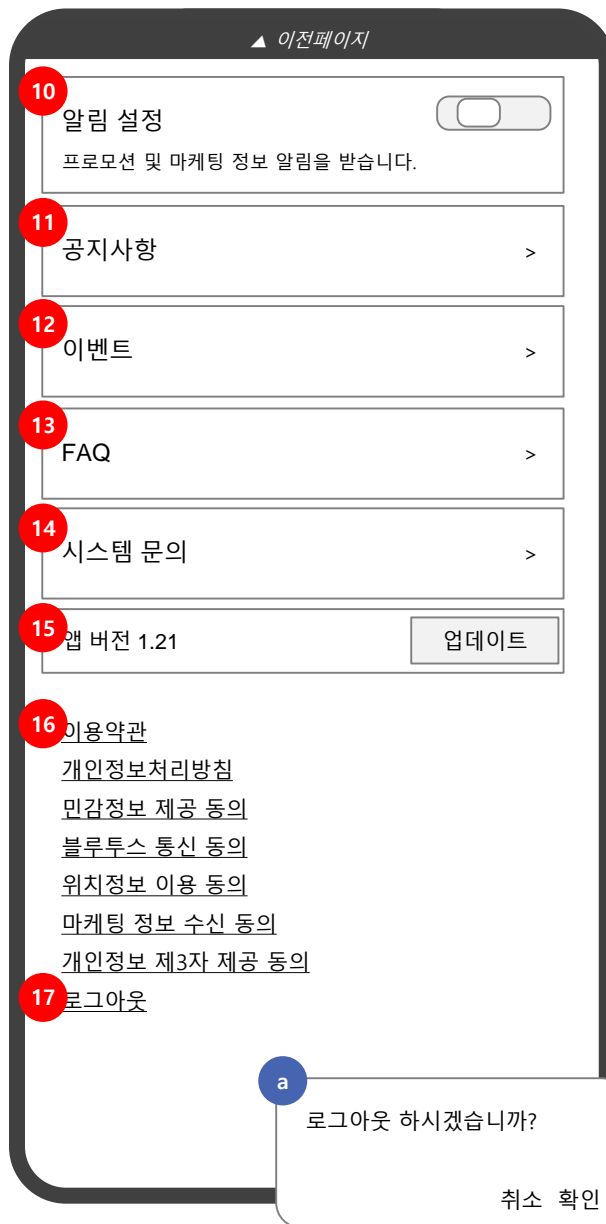 ▲ 이전페이지
10
알림 설정
프로모션 및 마케팅 정보 알림을 받습니다.
11
공지사항 >
12
이벤트 >
13
FAQ >
14
시스템 문의 >
15
앱 버전 1.21 업데이트
16
이용약관
개인정보처리방침
민감정보 제공 동의
블루투스 통신 동의
위치정보 이용 동의
마케팅 정보 수신 동의
개인정보 제3자 제공 동의
17 로그아웃
a
로그아웃 하시겠습니까?
취소 확인